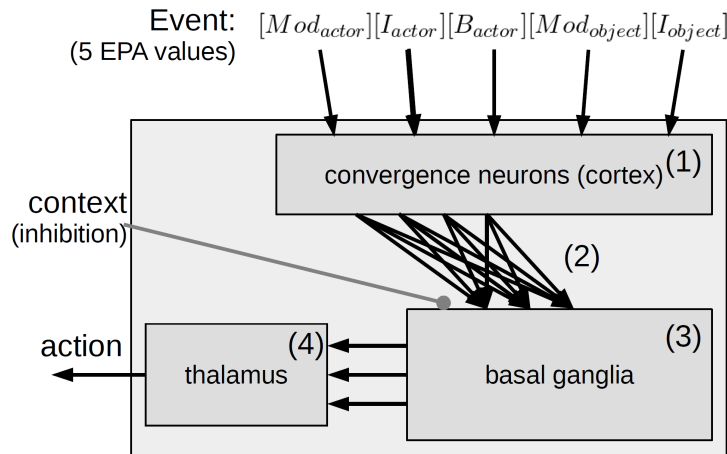 Event: [Mod_actor][I_actor][B_actor][Mod_object][I_object]
(5 EPA values)
(1)
convergence neurons (cortex)
context
(inhibition)
(2)
action
(4)
(3)
thalamus
basal ganglia